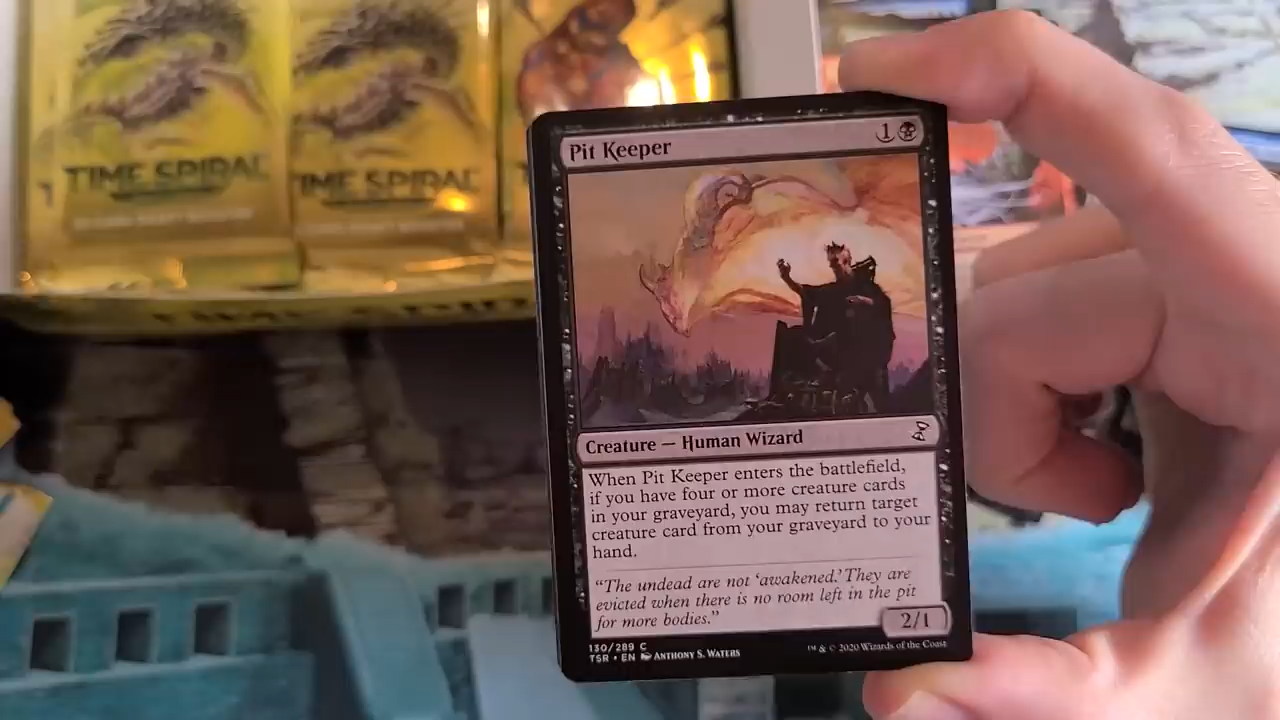 TIME SPIRAL
TIME SPIRAL
Pit Keeper
1
Creature — Human Wizard
When Pit Keeper enters the battlefield,
if you have four or more creature cards
in your graveyard, you may return target
creature card from your graveyard to your
hand.
“The undead are not ‘awakened.’ They are
evicted when there is no room left in the pit
for more bodies.”
2/1
130/289 C
TSR • EN Anthony S. Waters
™ & © 2020 Wizards of the Coast